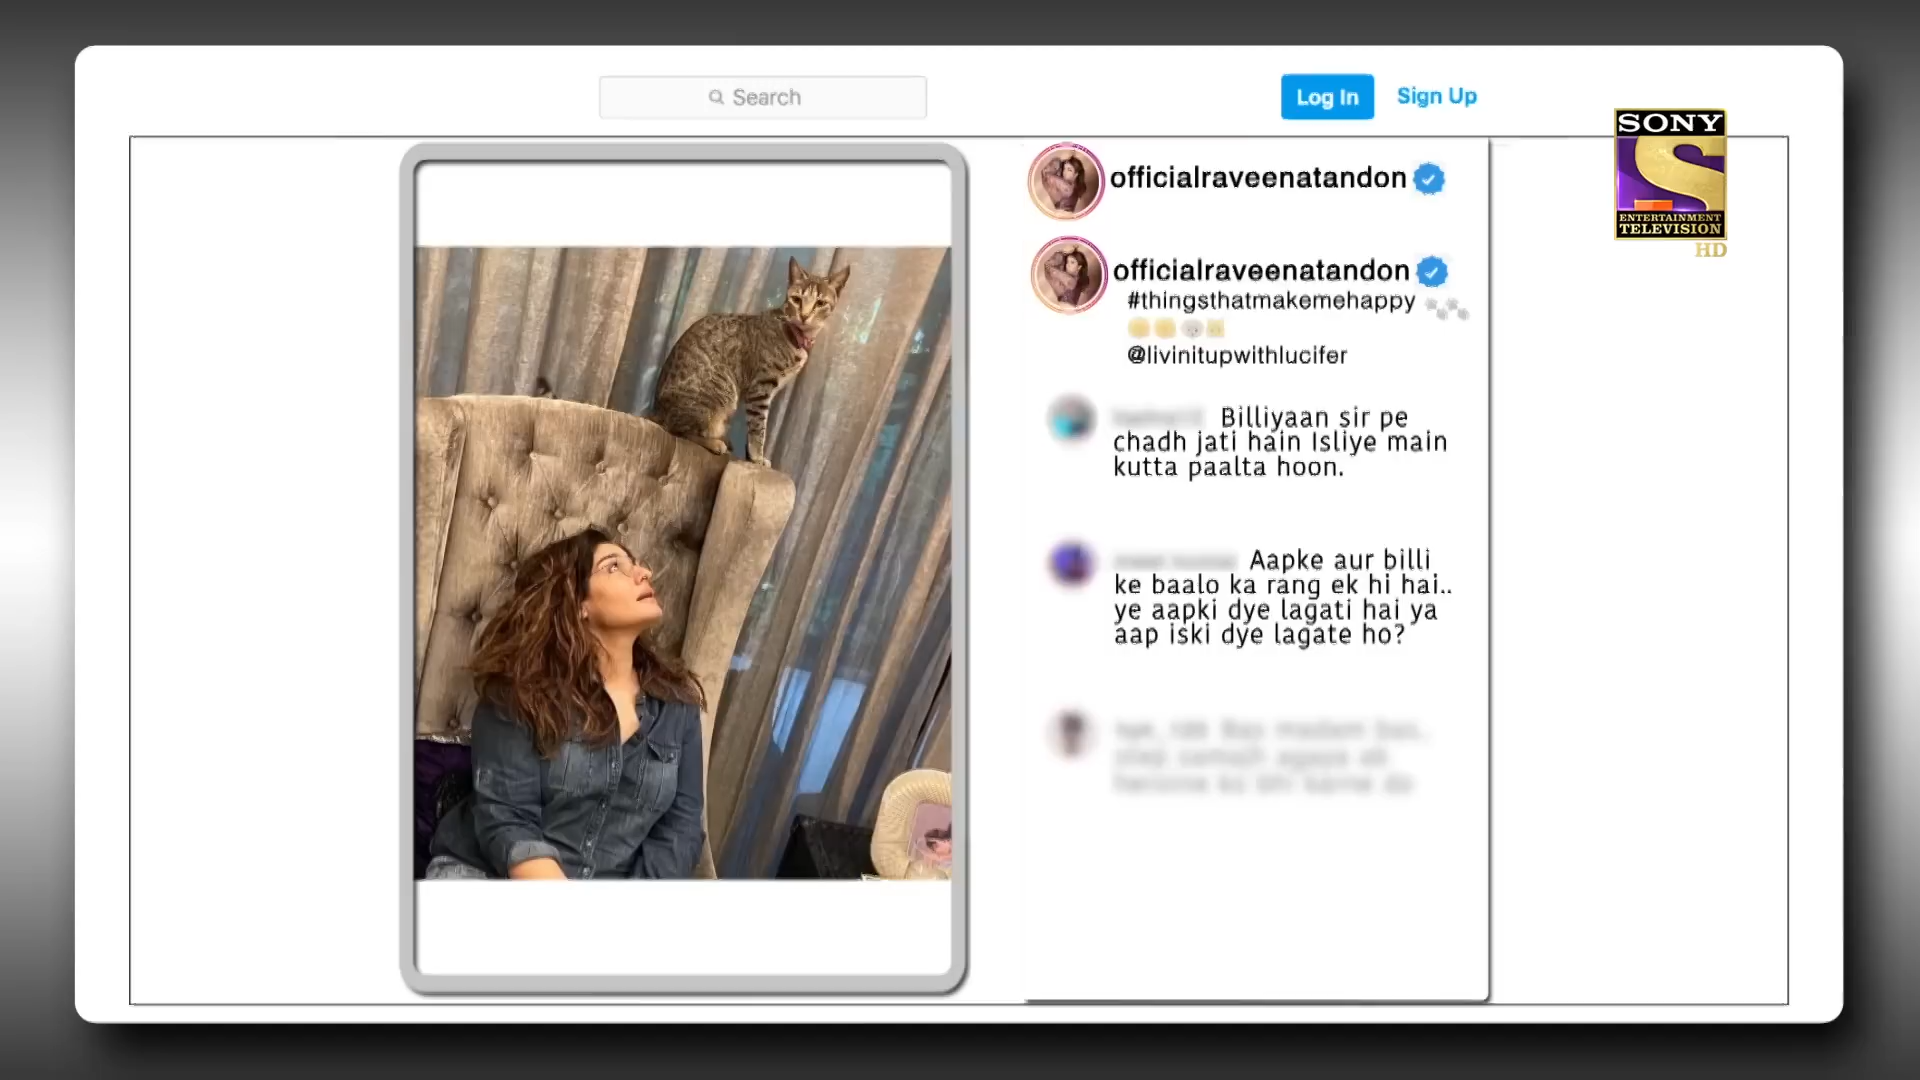 Search
Log In
Sign Up
SONY
ENTERTAINMENT
TELEVISION
HD
officialraveenatandon
officialraveenatandon
#thingsthatmakemehappy
@livinitupwithlucifer
Billiyaan sir pe
chadh jati hain Isliye main
kutta paalta hoon.
Aapke aur billi
ke baalo ka rang ek hi hai..
ye aapki dye lagati hai ya
aap iski dye lagate ho?